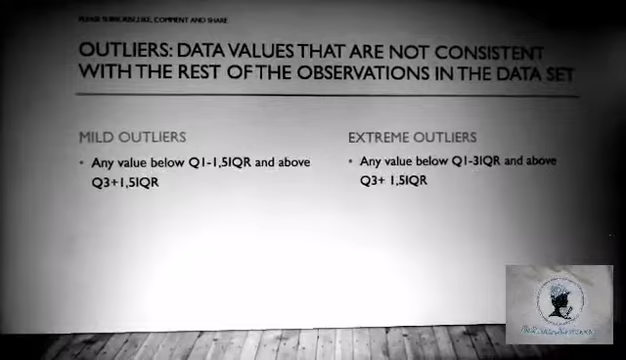 PLEASE SUBSCRIBE,LIKE, COMMENT AND SHARE
OUTLIERS: DATA VALUES THAT ARE NOT CONSISTENT
WITH THE REST OF THE OBSERVATIONS IN THE DATA SET
MILD OUTLIERS
• Any value below Q1-1,5IQR and above
Q3+1,5IQR
EXTREME OUTLIERS
• Any value below Q1-3IQR and above
Q3+ 1,5IQR